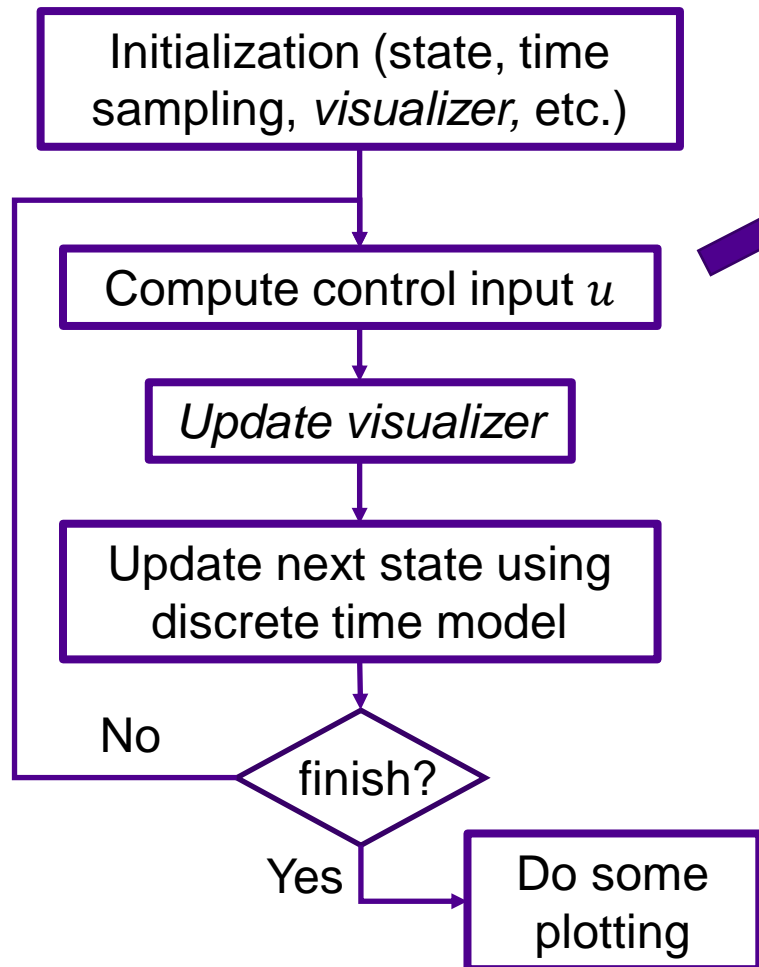 Initialization (state, time
sampling, visualizer, etc.)
Compute control input u
Update visualizer
Update next state using
discrete time model
No
finish?
Yes
Do some
plotting